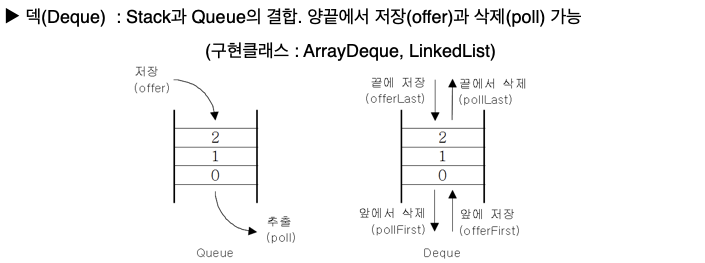 ▶ 덱(Deque) : Stack과 Queue의 결합. 양끝에서 저장(offer)과 삭제(poll) 가능
(구현클래스 : ArrayDeque, LinkedList)
저장
(offer)
2
1
0
추출
(poll)
Queue
끝에 저장
(offerLast)
끝에서 삭제
(pollLast)
2
1
0
앞에서 삭제
(pollFirst)
앞에 저장
(offerFirst)
Deque